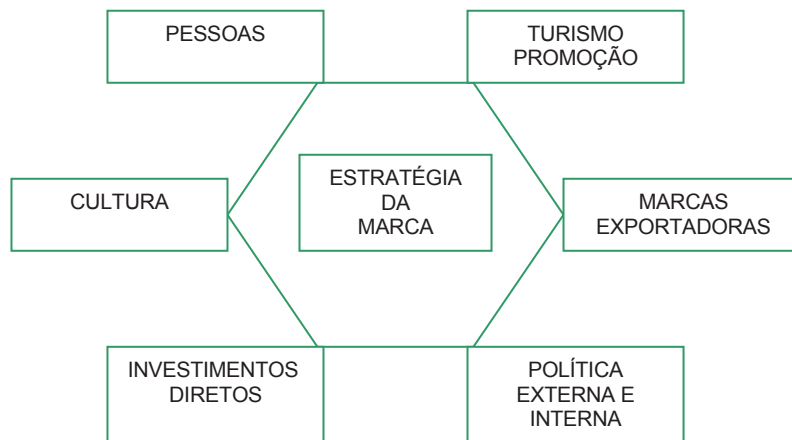 PESSOAS
TURISMO
PROMOÇÃO
CULTURA
ESTRATÉGIA
DA
MARCA
MARCAS
EXPORTADORAS
INVESTIMENTOS
DIRETOS
POLÍTICA
EXTERNA E
INTERNA